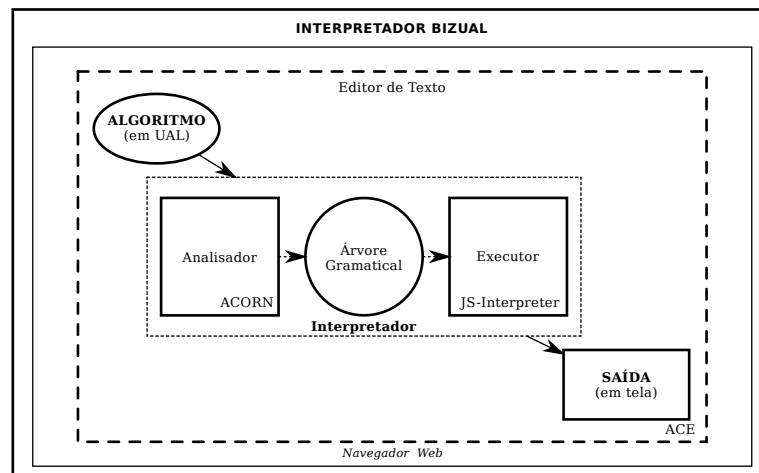 INTERPRETADOR BIZUAL
Editor de Texto
ALGORITMO
(em UAL)
Analisador
ACORN
Árvore
Gramatical
Executor
JS-Interpreter
Interpretador
SAÍDA
(em tela)
ACE
Navegador Web